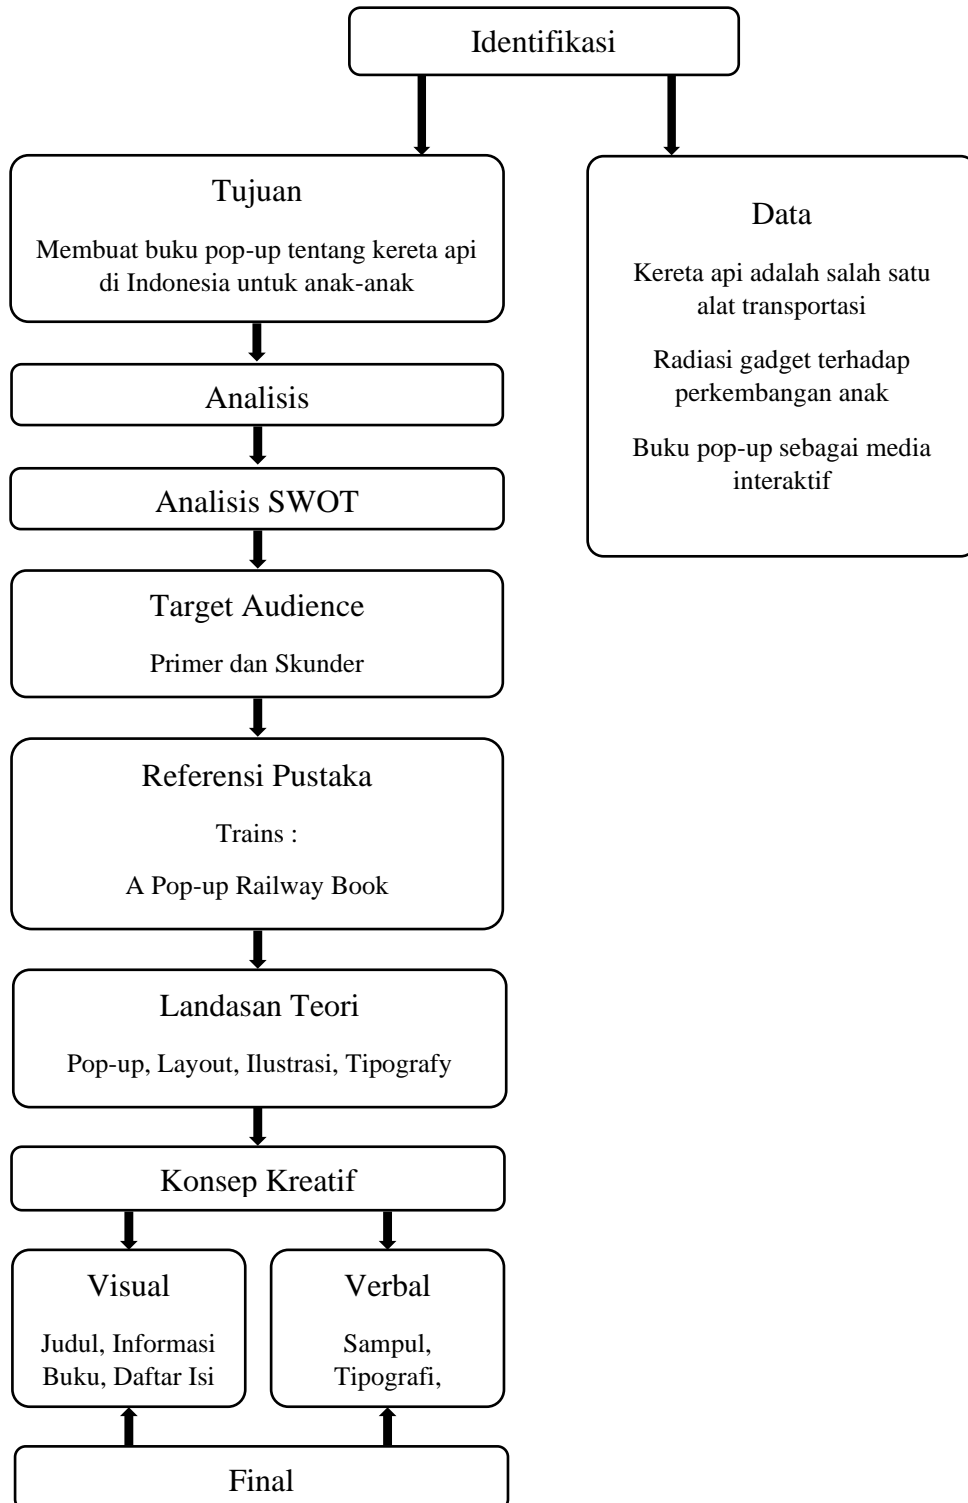 Identifikasi
Tujuan
Membuat buku pop-up tentang kereta api
di Indonesia untuk anak-anak
Data
Kereta api adalah salah satu
alat transportasi
Radiasi gadget terhadap
perkembangan anak
Buku pop-up sebagai media
interaktif
Analisis
Analisis SWOT
Target Audience
Primer dan Skunder
Referensi Pustaka
Trains :
A Pop-up Railway Book
Landasan Teori
Pop-up, Layout, Ilustrasi, Tipografy
Konsep Kreatif
Visual
Judul, Informasi
Buku, Daftar Isi
Verbal
Sampul,
Tipografi,
Final